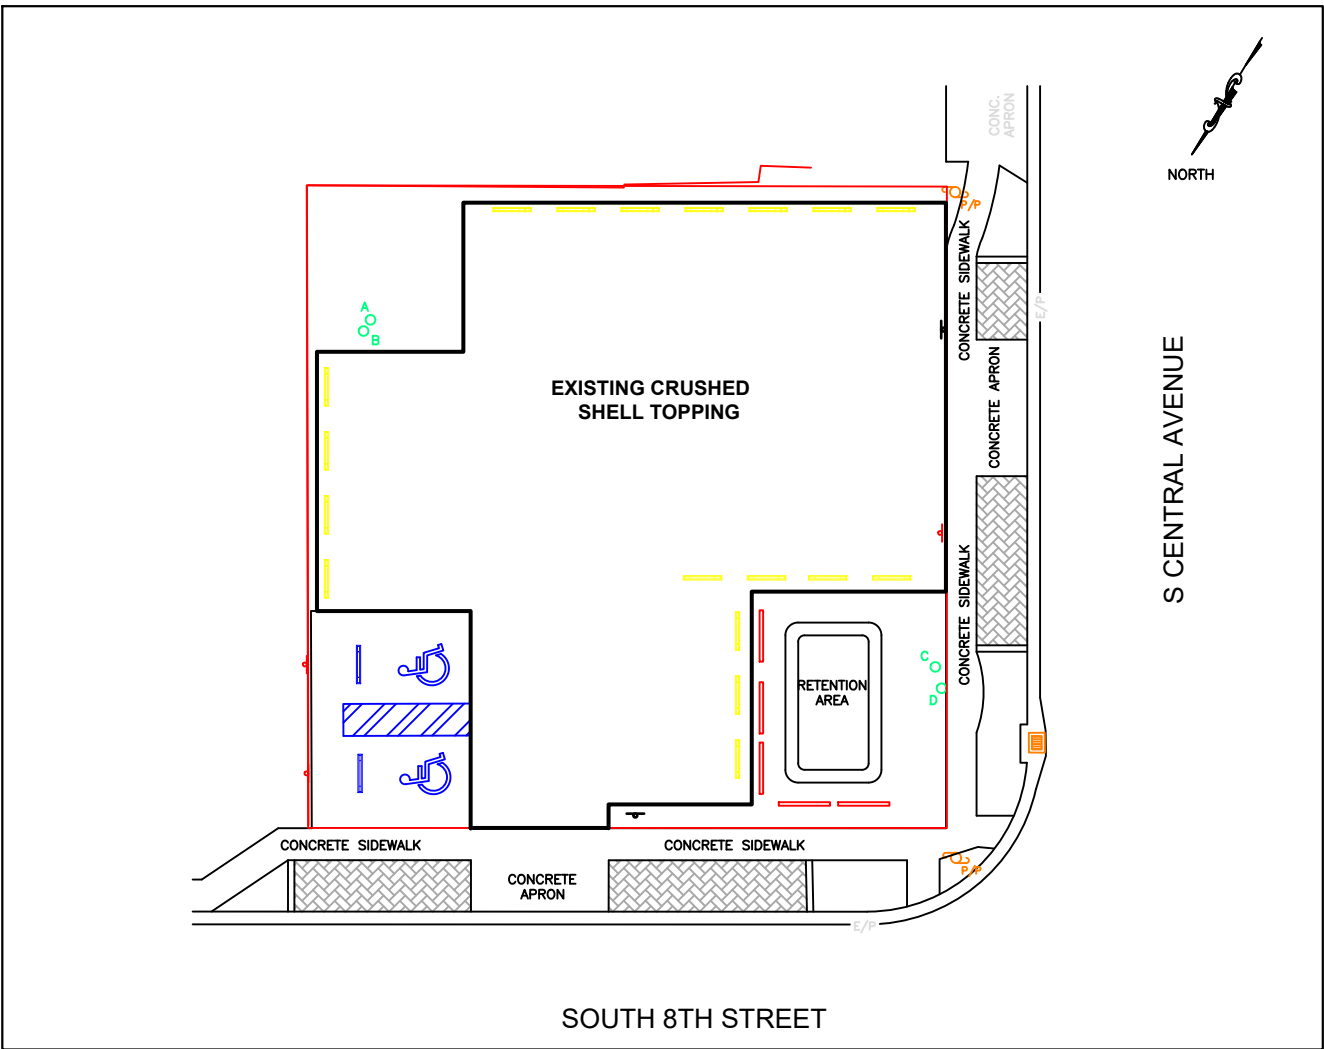 CONC.
APRON
NORTH
P/P
CONCRETE SIDEWALK
E/P
A
B
EXISTING CRUSHED
SHELL TOPPING
CONCRETE APRON
S CENTRAL AVENUE
CONCRETE SIDEWALK
C
D
RETENTION
AREA
CONCRETE SIDEWALK
CONCRETE SIDEWALK
P/P
CONCRETE
APRON
E/P
SOUTH 8TH STREET